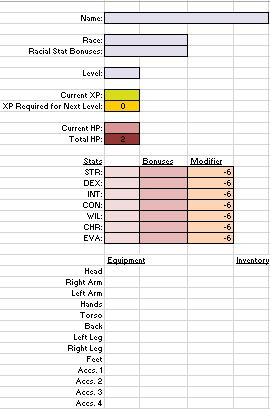 Name:
Race:
Racial Stat Bonuses:
Level:
Current XP:
XP Required for Next Level: 0
Current HP:
Total HP: 2
Stats Bonuses Modifier
STR: -6
DEX: -6
INT: -6
CON: -6
WIL: -6
CHR: -6
EVA: -6
Equipment Inventory
Head
Right Arm
Left Arm
Hands
Torso
Back
Left Leg
Right Leg
Feet
Accs. 1
Accs. 2
Accs. 3
Accs. 4